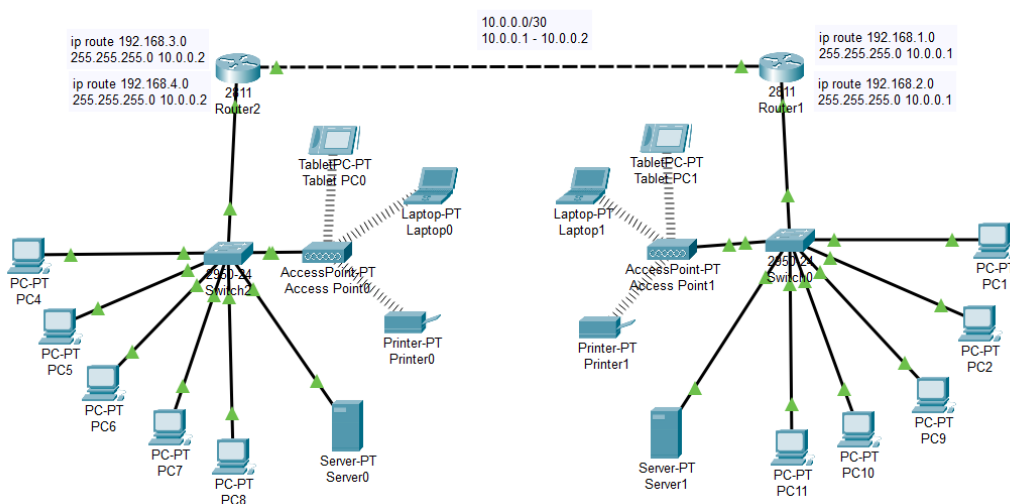 10.0.0.0/30
10.0.0.1 - 10.0.0.2
ip route 192.168.3.0
255.255.255.0 10.0.0.2
ip route 192.168.4.0
255.255.255.0 10.0.0.2
ip route 192.168.1.0
255.255.255.0 10.0.0.1
ip route 192.168.2.0
255.255.255.0 10.0.0.1
2811
Router2
2811
Router1
TabletPC-PT
Tablet PC0
TabletPC-PT
Tablet PC1
Laptop-PT
Laptop0
Laptop-PT
Laptop1
2950-24
Switch2
AccessPoint-PT
Access Point0
AccessPoint-PT
Access Point1
2950-24
Switch0
PC-PT
PC4
PC-PT
PC1
PC-PT
PC5
Printer-PT
Printer0
Printer-PT
Printer1
PC-PT
PC2
PC-PT
PC6
PC-PT
PC9
PC-PT
PC7
PC-PT
PC8
Server-PT
Server0
Server-PT
Server1
PC-PT
PC11
PC-PT
PC10